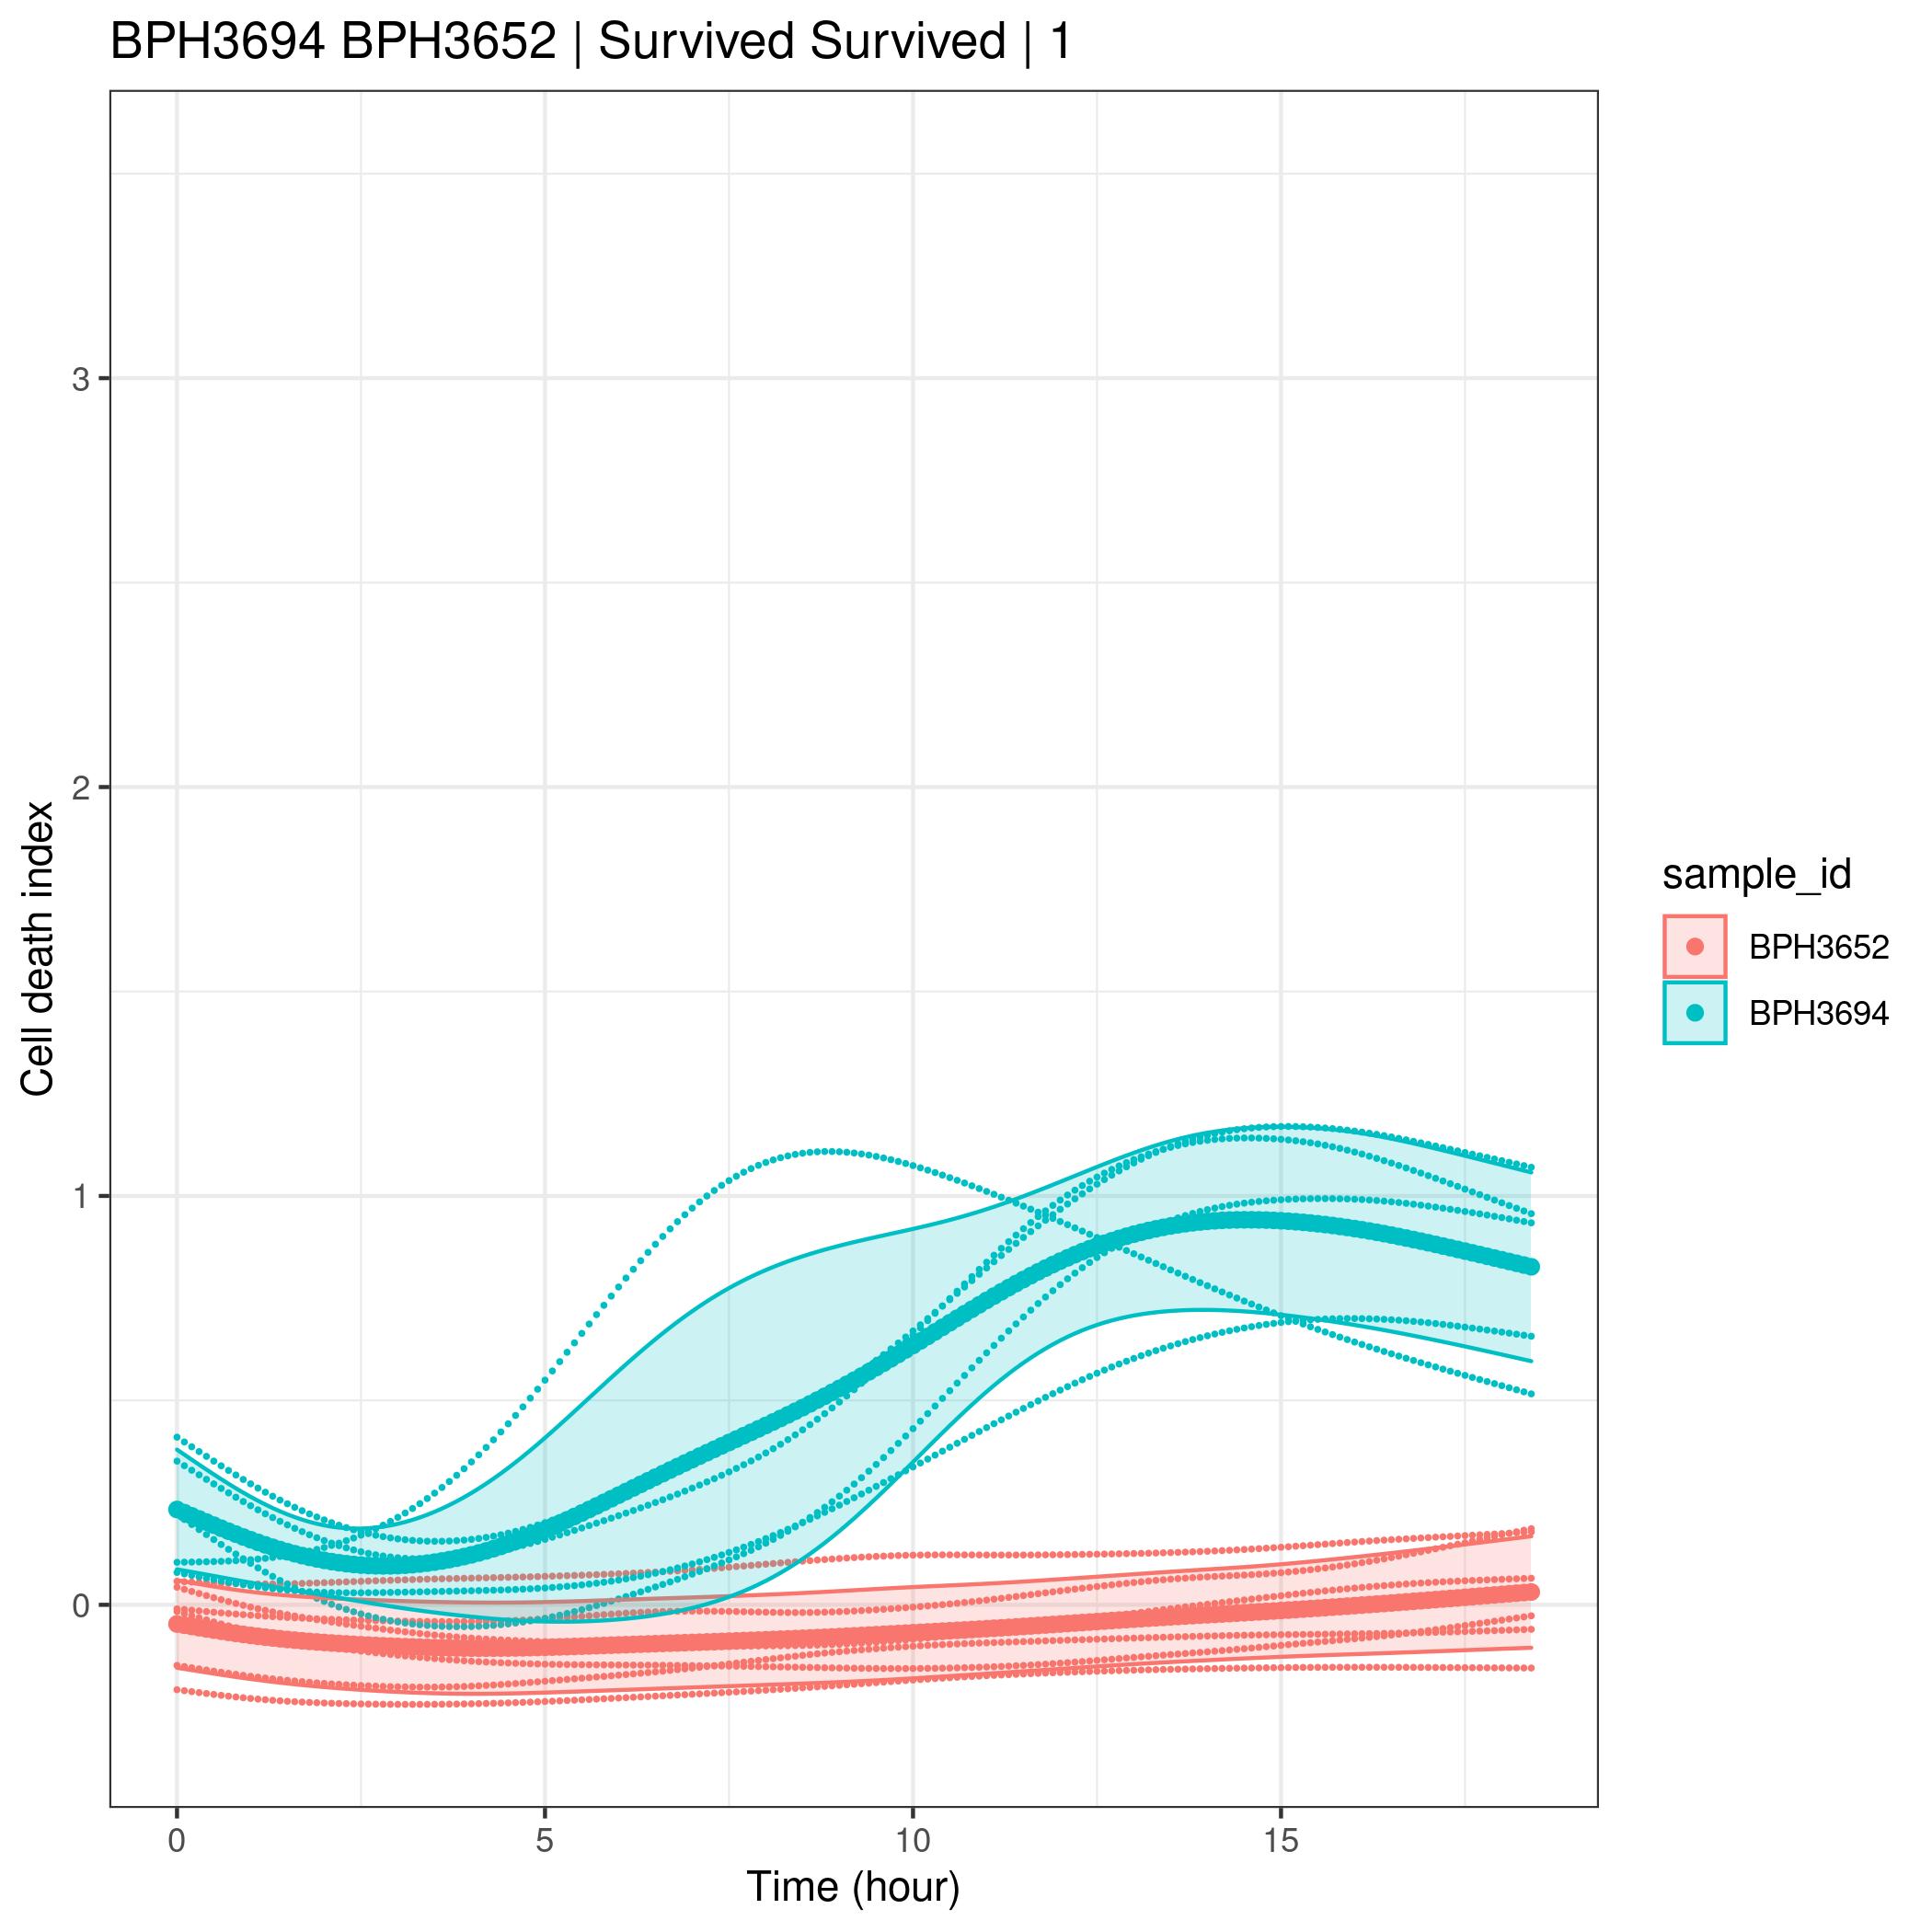 BPH3694 BPH3652 | Survived Survived | 1
3
2
1
0
Cell death index
0 5 10 15
Time (hour)
sample_id
BPH3652
BPH3694